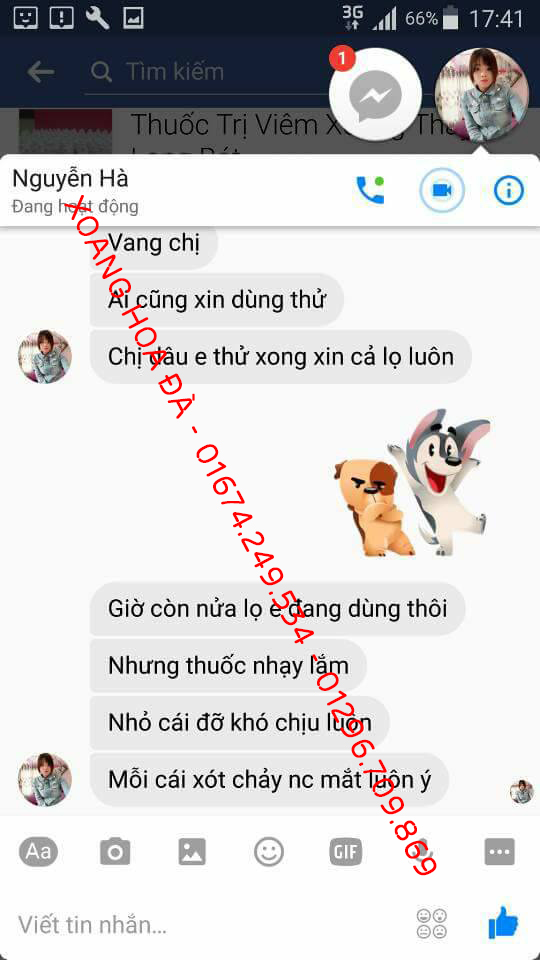 3G 66% 17:41
Tìm kiếm
1
Thuốc Trị Viêm
Nguyễn Hà
Đang hoạt động
Vang chị
Ai cũng xin dùng thử
Chị dâu e thử xong xin cả lọ luôn
Giờ còn nửa lọ e đang dùng thôi
Nhưng thuốc nhạy lắm
Nhỏ cái đỡ khó chịu luôn
Mỗi cái xót chảy nc mắt luôn ý
Aa
GIF
Viết tin nhắn...
XOANG HOA ĐÀ - 01674.249.534 - 01296.709.869